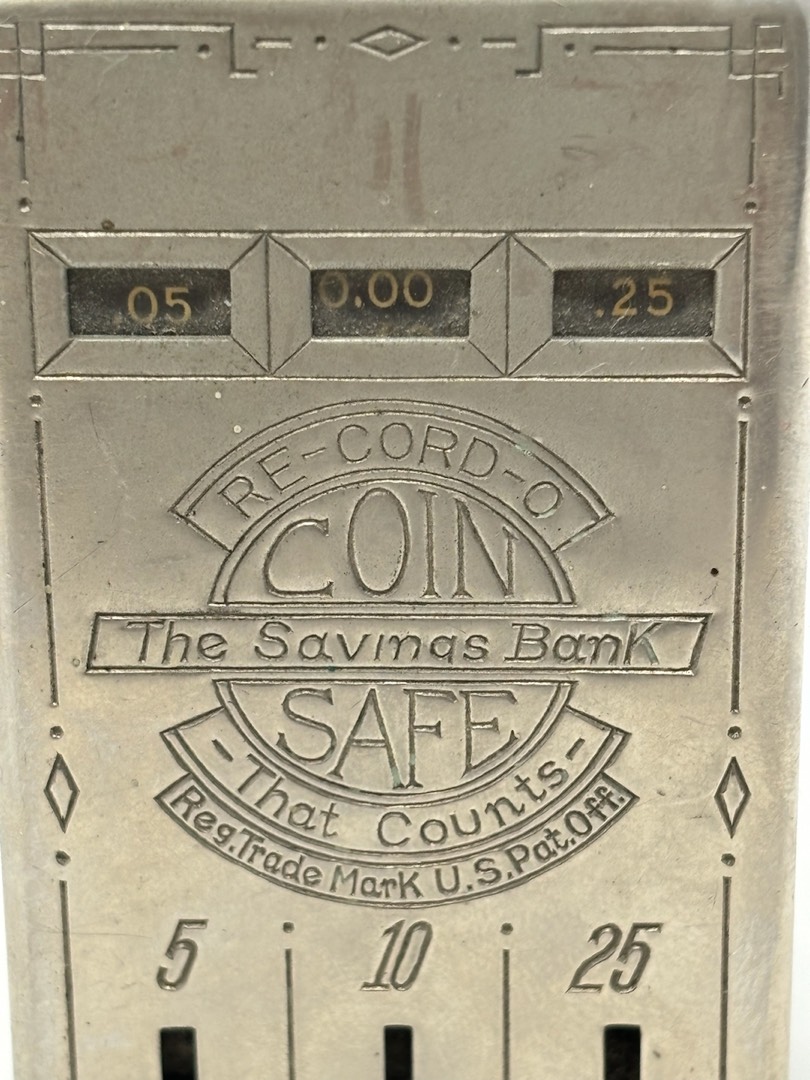 05 0.00 .25
RE-CORD-O
COIN
The Savings Bank
SAFE
-That Counts-
Reg. Trade Mark U.S. Pat. Off.
5 10 25